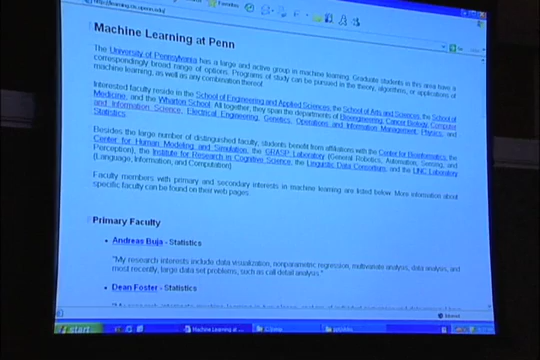 http://learning.cis.upenn.edu/
Favorites
Machine Learning at Penn
The University of Pennsylvania has a large and active group in machine learning. Graduate students in this area have a
correspondingly broad range of options. Programs of study can be pursued in the theory, algorithm, or applications of
machine learning, as well as any combination thereof.
Interested faculty reside in the School of Engineering and Applied Sciences, the School of Arts and Sciences, the School of
Medicine, and the Wharton School. All together, they span the departments of Bioengineering, Cancer Biology, Computer
and Information Science, Electrical Engineering, Genetics, Operations and Information Management, Physics, and
Statistics.
Besides the large number of distinguished faculty, students benefit from affiliations with the Center for Bioinformatics, the
Center for Human Modeling and Simulation, the GRASP Laboratory (General Robotics, Automation, Sensing, and
Perception), the Institute for Research in Cognitive Science, the Linguistic Data Consortium, and the LINC Laboratory
(Language, Information, and Computation).
Faculty members with primary and secondary interests in machine learning are listed below. More information about
specific faculty can be found on their web pages.
Primary Faculty
• Andreas Buja - Statistics
"My research interests include data visualization, nonparametric regression, multivariate analysis, data analysis, and
most recently, large data set problems, such as call detail analysis."
• Dean Foster - Statistics
Internet
start
Machine Learning at ...